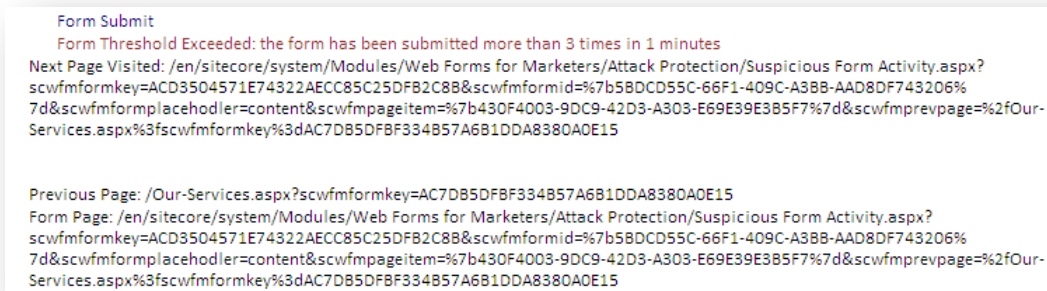 Form Submit
Form Threshold Exceeded: the form has been submitted more than 3 times in 1 minutes
Next Page Visited: /en/sitecore/system/Modules/Web Forms for Marketers/Attack Protection/Suspicious Form Activity.aspx?
scwfmformkey=ACD3504571E74322AECC85C25DFB2C8B&scwfmformid=%7b5BDCD55C-66F1-409C-A3BB-AAD8DF743206%
7d&scwfmformplacehodler=content&scwfmpageitem=%7b430F4003-9DC9-42D3-A303-E69E39E3B5F7%7d&scwfmprevpage=%2fOur-
Services.aspx%3fscwfmformkey%3dAC7DB5DFBF334B57A6B1DDA8380A0E15
Previous Page: /Our-Services.aspx?scwfmformkey=AC7DB5DFBF334B57A6B1DDA8380A0E15
Form Page: /en/sitecore/system/Modules/Web Forms for Marketers/Attack Protection/Suspicious Form Activity.aspx?
scwfmformkey=ACD3504571E74322AECC85C25DFB2C8B&scwfmformid=%7b5BDCD55C-66F1-409C-A3BB-AAD8DF743206%
7d&scwfmformplacehodler=content&scwfmpageitem=%7b430F4003-9DC9-42D3-A303-E69E39E3B5F7%7d&scwfmprevpage=%2fOur-
Services.aspx%3fscwfmformkey%3dAC7DB5DFBF334B57A6B1DDA8380A0E15